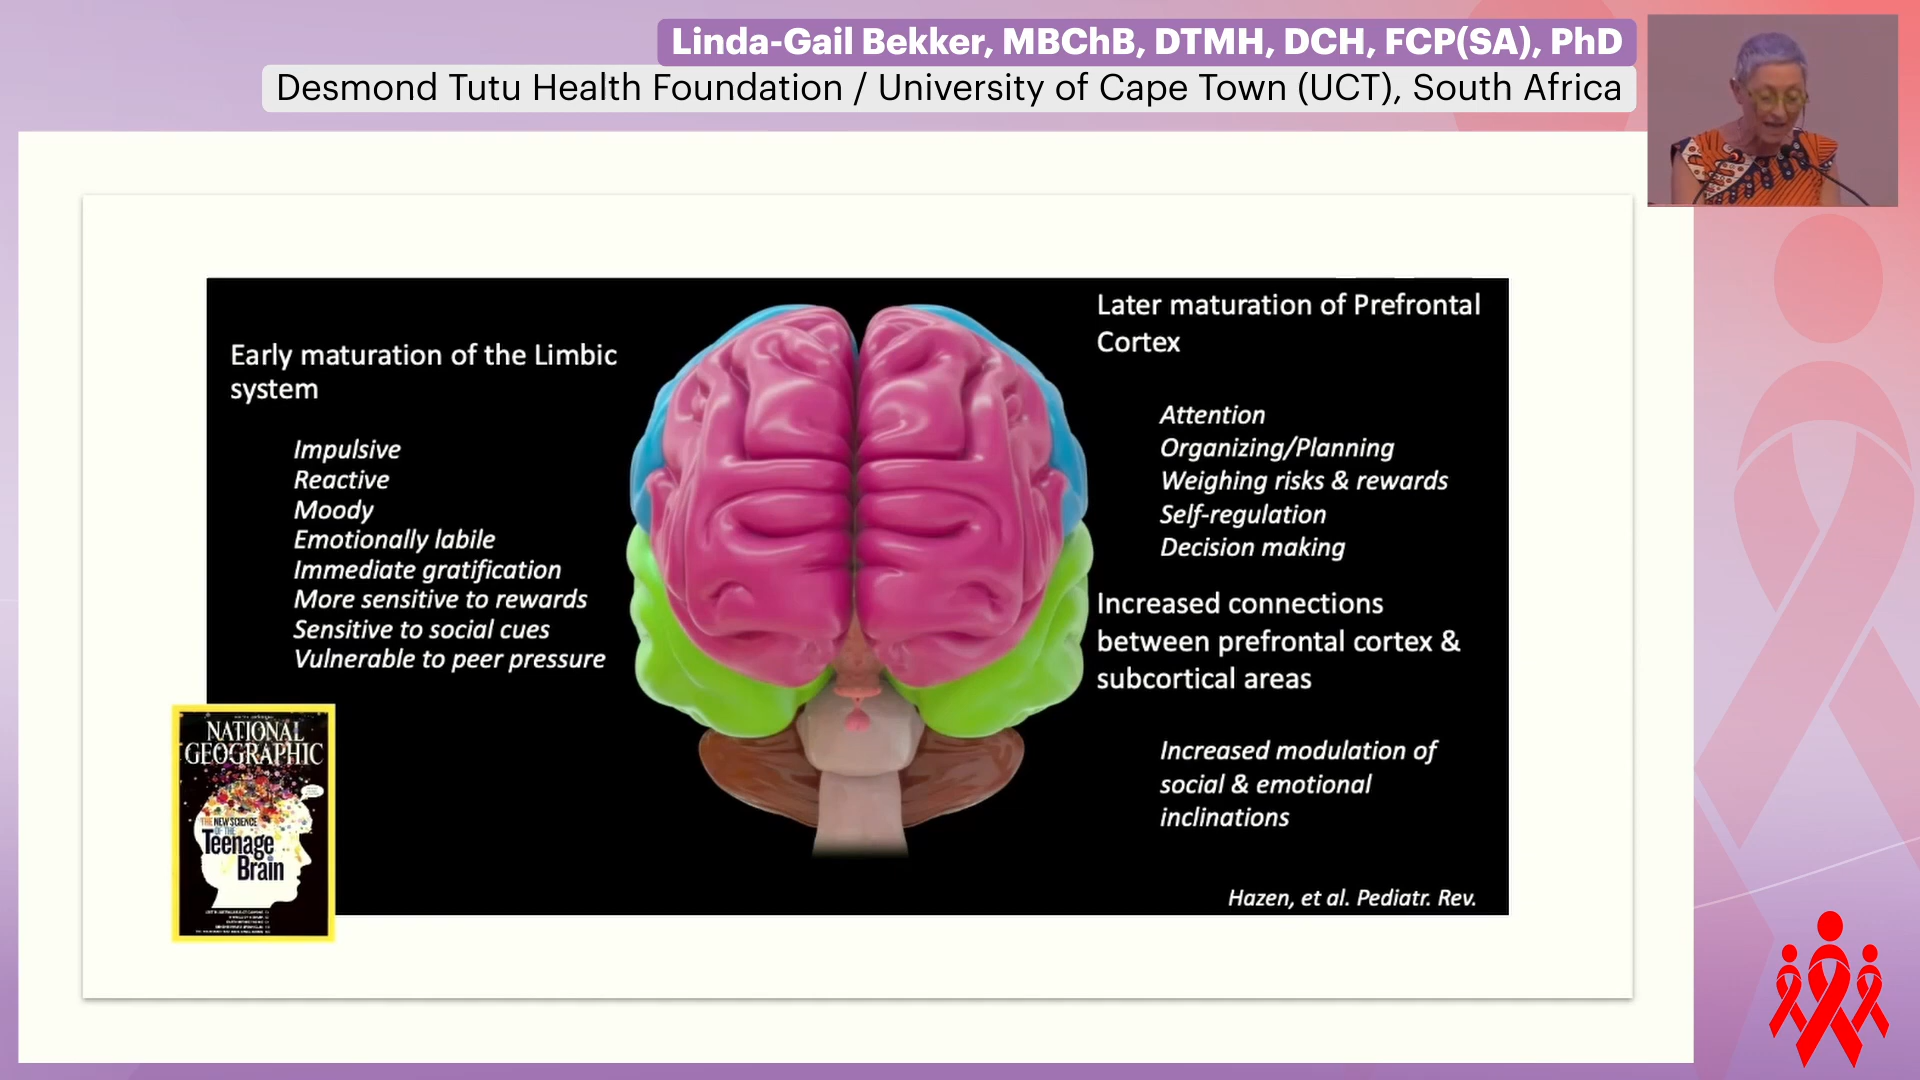 Linda-Gail Bekker, MBChB, DTMH, DCH, FCP(SA), PhD
Desmond Tutu Health Foundation / University of Cape Town (UCT), South Africa
Early maturation of the Limbic
system
Impulsive
Reactive
Moody
Emotionally labile
Immediate gratification
More sensitive to rewards
Sensitive to social cues
Vulnerable to peer pressure
Later maturation of Prefrontal
Cortex
Attention
Organizing/Planning
Weighing risks & rewards
Self-regulation
Decision making
Increased connections
between prefrontal cortex &
subcortical areas
Increased modulation of
social & emotional
inclinations
Hazen, et al. Pediatr. Rev.
NATIONAL
GEOGRAPHIC
THE NEW SCIENCE
OF THE
Teenage
Brain